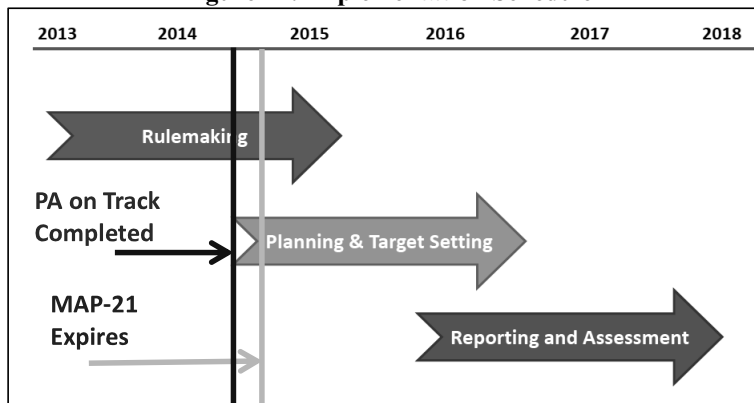 2013 2014 2015 2016 2017 2018
Rulemaking
PA on Track
Completed
Planning & Target Setting
MAP-21
Expires
Reporting and Assessment